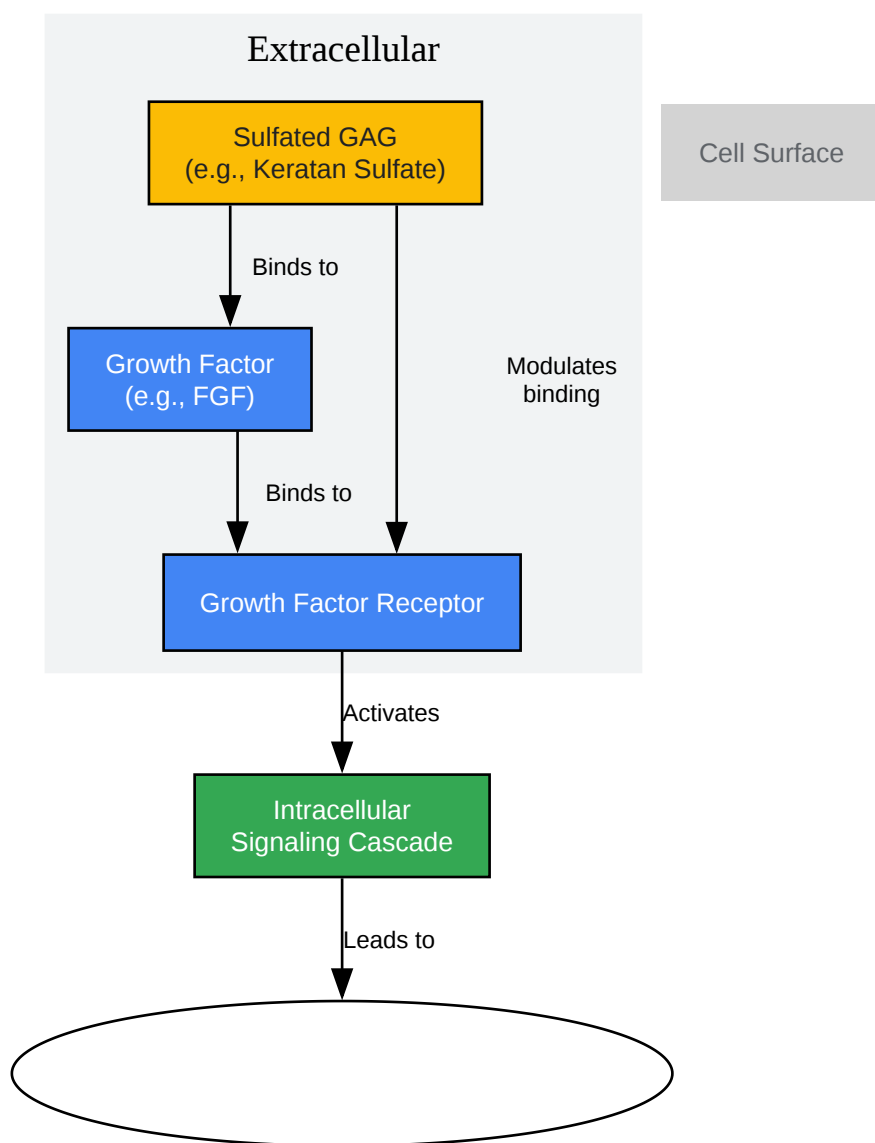 Extracellular
Sulfated GAG
(e.g., Keratan Sulfate)
Cell Surface
Binds to
Growth Factor
(e.g., FGF)
Modulates
binding
Binds to
Growth Factor Receptor
Activates
Intracellular
Signaling Cascade
Leads to